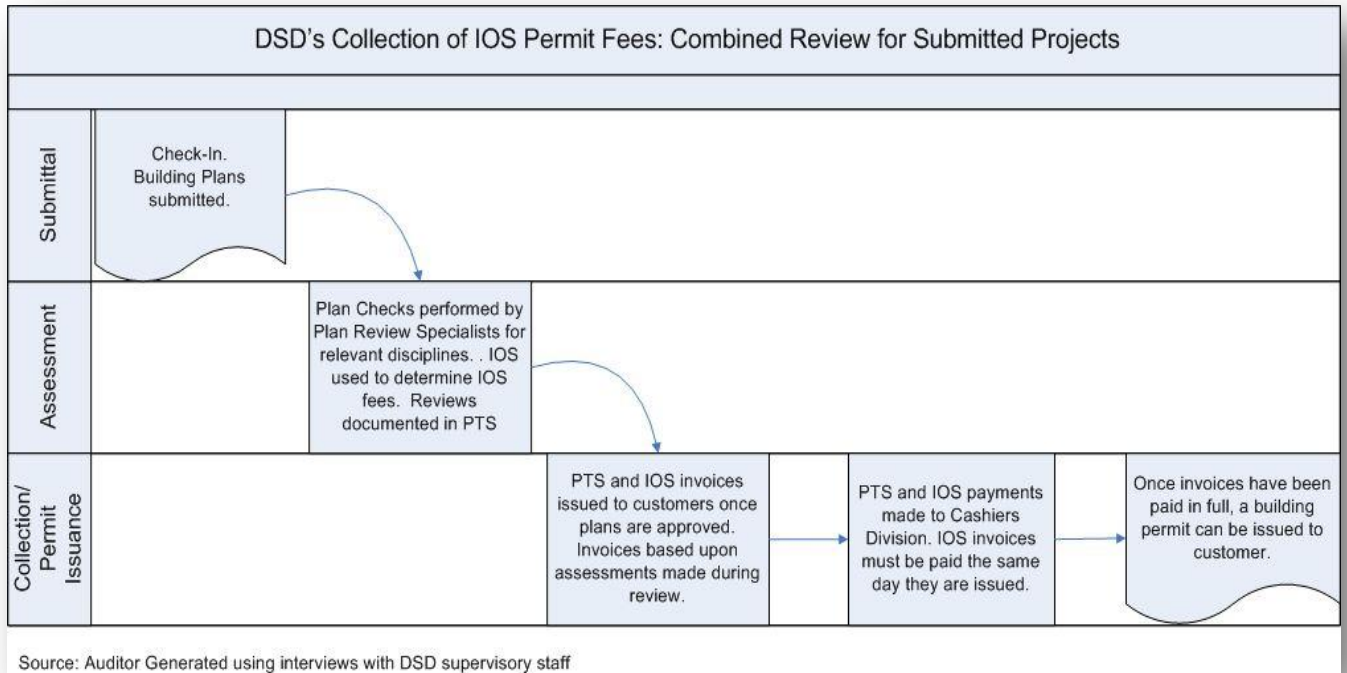 DSD's Collection of IOS Permit Fees: Combined Review for Submitted Projects
Submittal
Check-In.
Building Plans
submitted.
Assessment
Plan Checks performed by
Plan Review Specialists for
relevant disciplines. . IOS
used to determine IOS
fees. Reviews
documented in PTS
Collection/
Permit
Issuance
PTS and IOS invoices
issued to customers once
plans are approved.
Invoices based upon
assessments made during
review.
PTS and IOS payments
made to Cashiers
Division. IOS invoices
must be paid the same
day they are issued.
Once invoices have been
paid in full, a building
permit can be issued to
customer.
Source: Auditor Generated using interviews with DSD supervisory staff